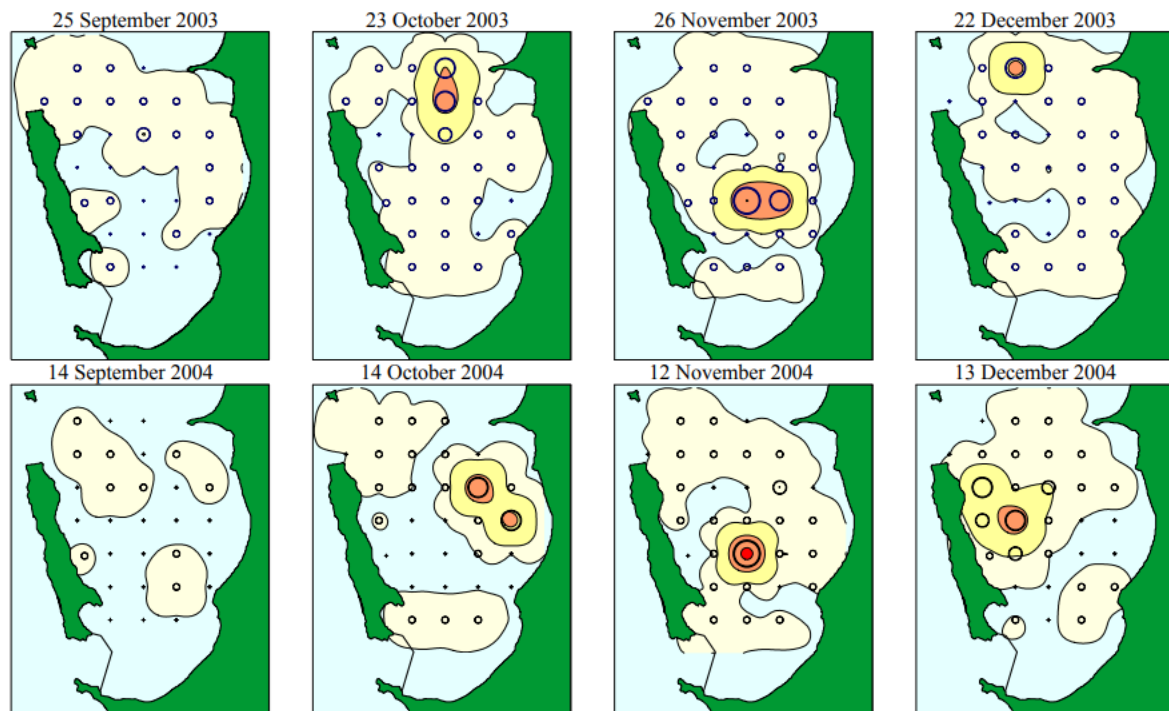 25 September 2003
23 October 2003
26 November 2003
22 December 2003
14 September 2004
14 October 2004
12 November 2004
13 December 2004